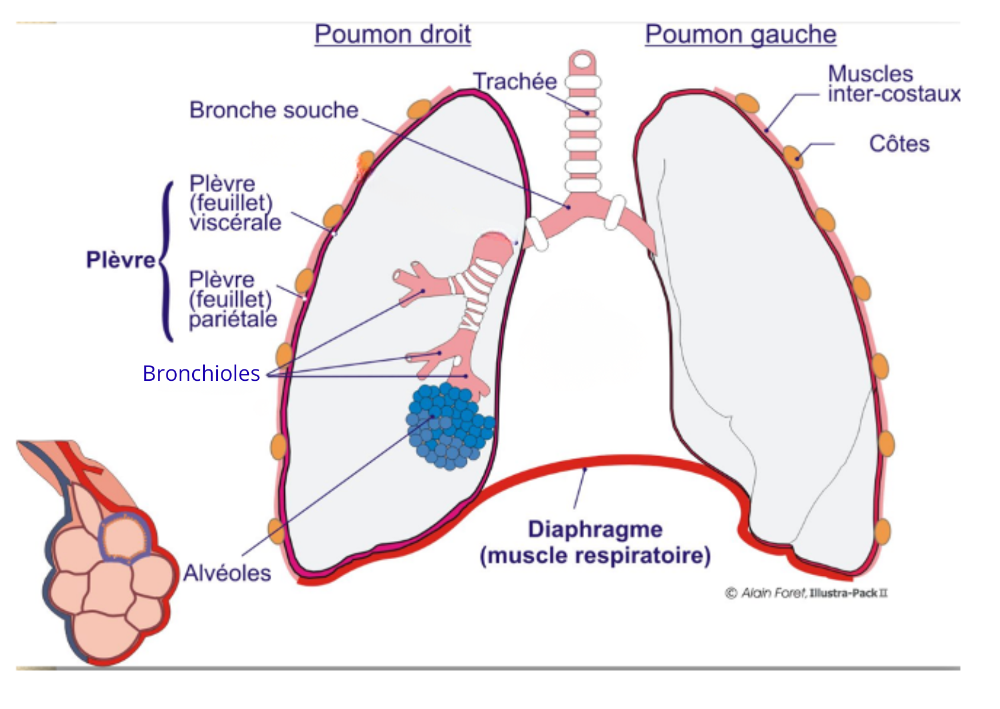 Poumon droit
Poumon gauche
Trachée
Muscles
inter-costaux
Bronche souche
Côtes
Plèvre
(feuillet)
viscérale
Plèvre
Plèvre
(feuillet)
pariétale
Bronchioles
Alvéoles
Diaphragme
(muscle respiratoire)
© Alain Foret, Illustra-Pack II